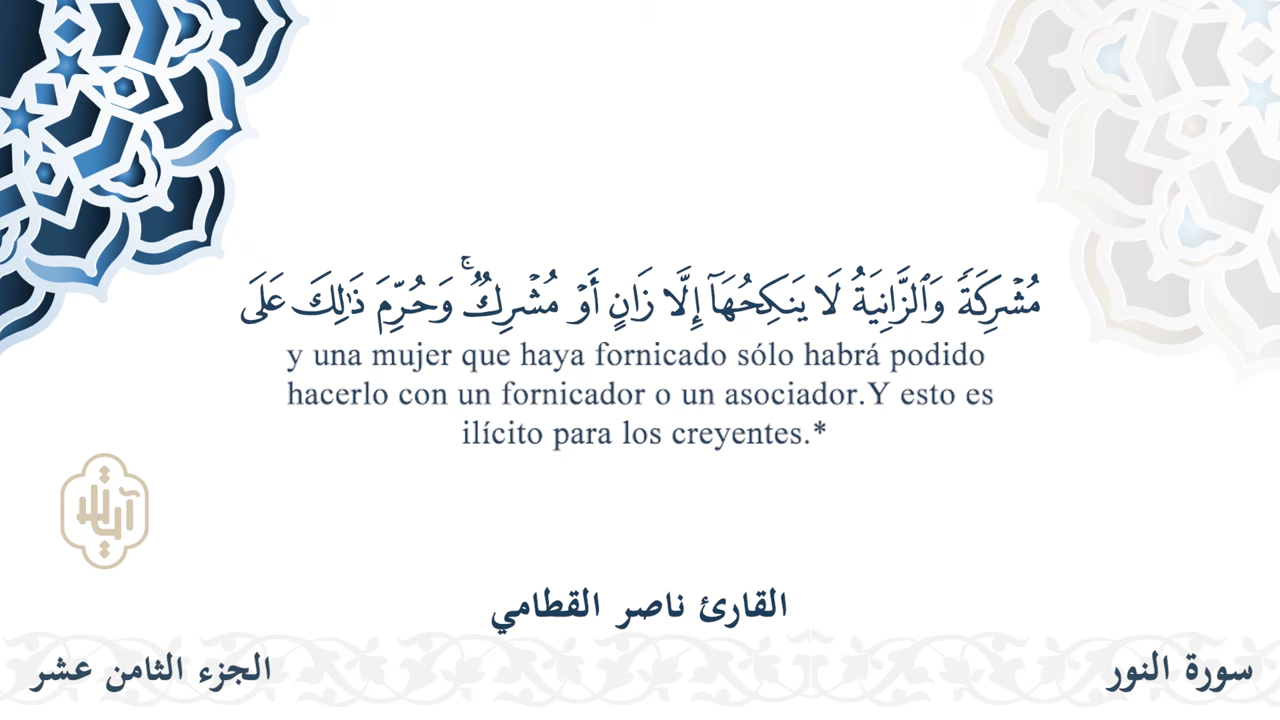 مُشْرِكَةً وَٱلزَّانِيَةُ لَا يَنكِحُهَآ إِلَّا زَانٍ أَوْ مُشْرِكٌ ۚ وَحُرِّمَ ذَٰلِكَ عَلَى
y una mujer que haya fornicado sólo habrá podido
hacerlo con un fornicador o un asociador.Y esto es
ilícito para los creyentes.*
آيات
القارئ ناصر القطامي
سورة النور
الجزء الثامن عشر